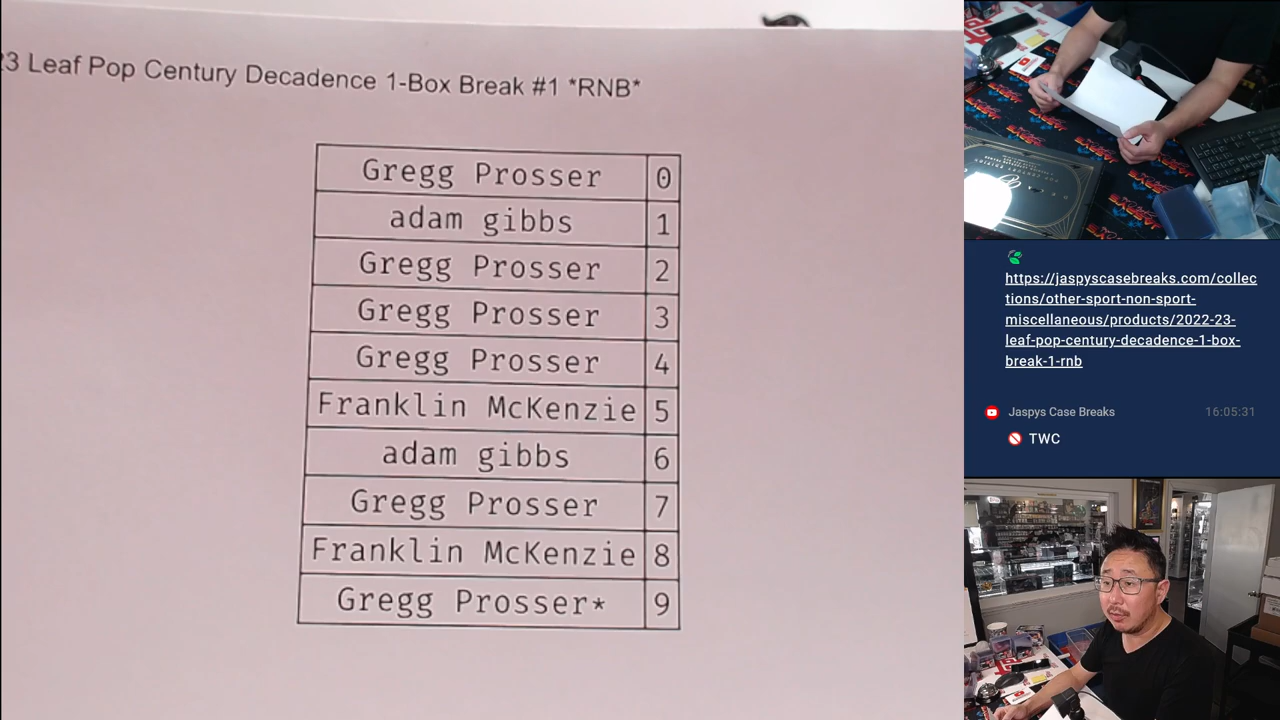 23 Leaf Pop Century Decadence 1-Box Break #1 *RNB*
Gregg Prosser 0
adam gibbs 1
Gregg Prosser 2
Gregg Prosser 3
Gregg Prosser 4
Franklin McKenzie 5
adam gibbs 6
Gregg Prosser 7
Franklin McKenzie 8
Gregg Prosser* 9
https://jaspyscasebreaks.com/collec
tions/other-sport-non-sport-
miscellaneous/products/2022-23-
leaf-pop-century-decadence-1-box-
break-1-rnb
Jaspys Case Breaks 16:05:31
TWC